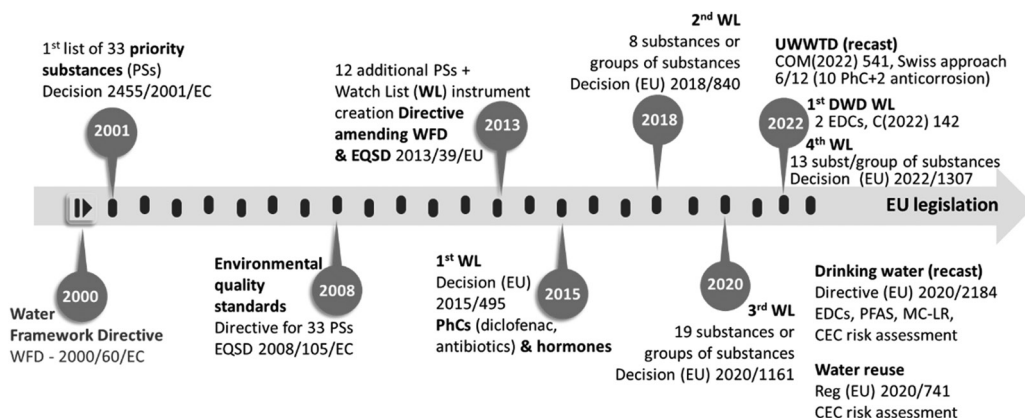 1st list of 33 priority
substances (PSs)
Decision 2455/2001/EC
2001
12 additional PSs +
Watch List (WL) instrument
creation Directive
amending WFD
& EQSD 2013/39/EU
2013
2nd WL
8 substances or
groups of substances
Decision (EU) 2018/840
2018
UWWTD (recast)
COM(2022) 541, Swiss approach
6/12 (10 PhC+2 anticorrosion)
1st DWD WL
2 EDCs, C(2022) 142
2022
4th WL
13 subst/group of substances
Decision (EU) 2022/1307
EU legislation
2000
Water
Framework Directive
WFD - 2000/60/EC
Environmental
quality
standards
Directive for 33 PSs
EQSD 2008/105/EC
2008
1st WL
Decision (EU)
2015/495
PhCs (diclofenac,
antibiotics) & hormones
2015
2020
3rd WL
19 substances or
groups of substances
Decision (EU) 2020/1161
Drinking water (recast)
Directive (EU) 2020/2184
EDCs, PFAS, MC-LR,
CEC risk assessment
Water reuse
Reg (EU) 2020/741
CEC risk assessment